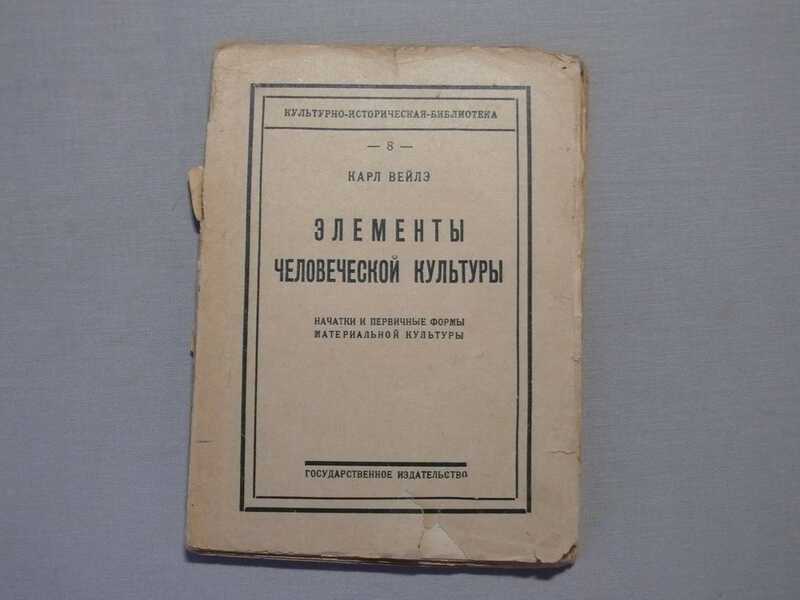 КУЛЬТУРНО-ИСТОРИЧЕСКАЯ-БИБЛИОТЕКА
— 8 —
КАРЛ ВЕЙЛЭ
ЭЛЕМЕНТЫ
ЧЕЛОВЕЧЕСКОЙ КУЛЬТУРЫ
НАЧАТКИ И ПЕРВИЧНЫЕ ФОРМЫ
МАТЕРИАЛЬНОЙ КУЛЬТУРЫ
ГОСУДАРСТВЕННОЕ ИЗДАТЕЛЬСТВО